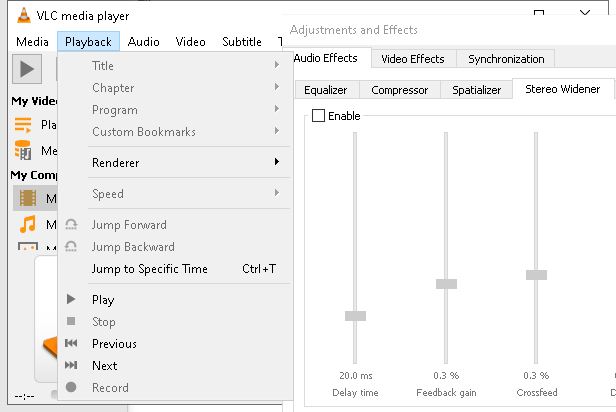 VLC media player
Media Playback Audio Video Subtitle
Title
Chapter
Program
Custom Bookmarks
Renderer
Speed
Jump Forward
Jump Backward
Jump to Specific Time Ctrl+T
Play
Stop
Previous
Next
Record
My Vide
Pla
Me
My Comp
M
M
M
--:--
Adjustments and Effects
Audio Effects Video Effects Synchronization
Equalizer Compressor Spatializer Stereo Widener
Enable
20.0 ms 0.3 % 0.3 %
Delay time Feedback gain Crossfeed